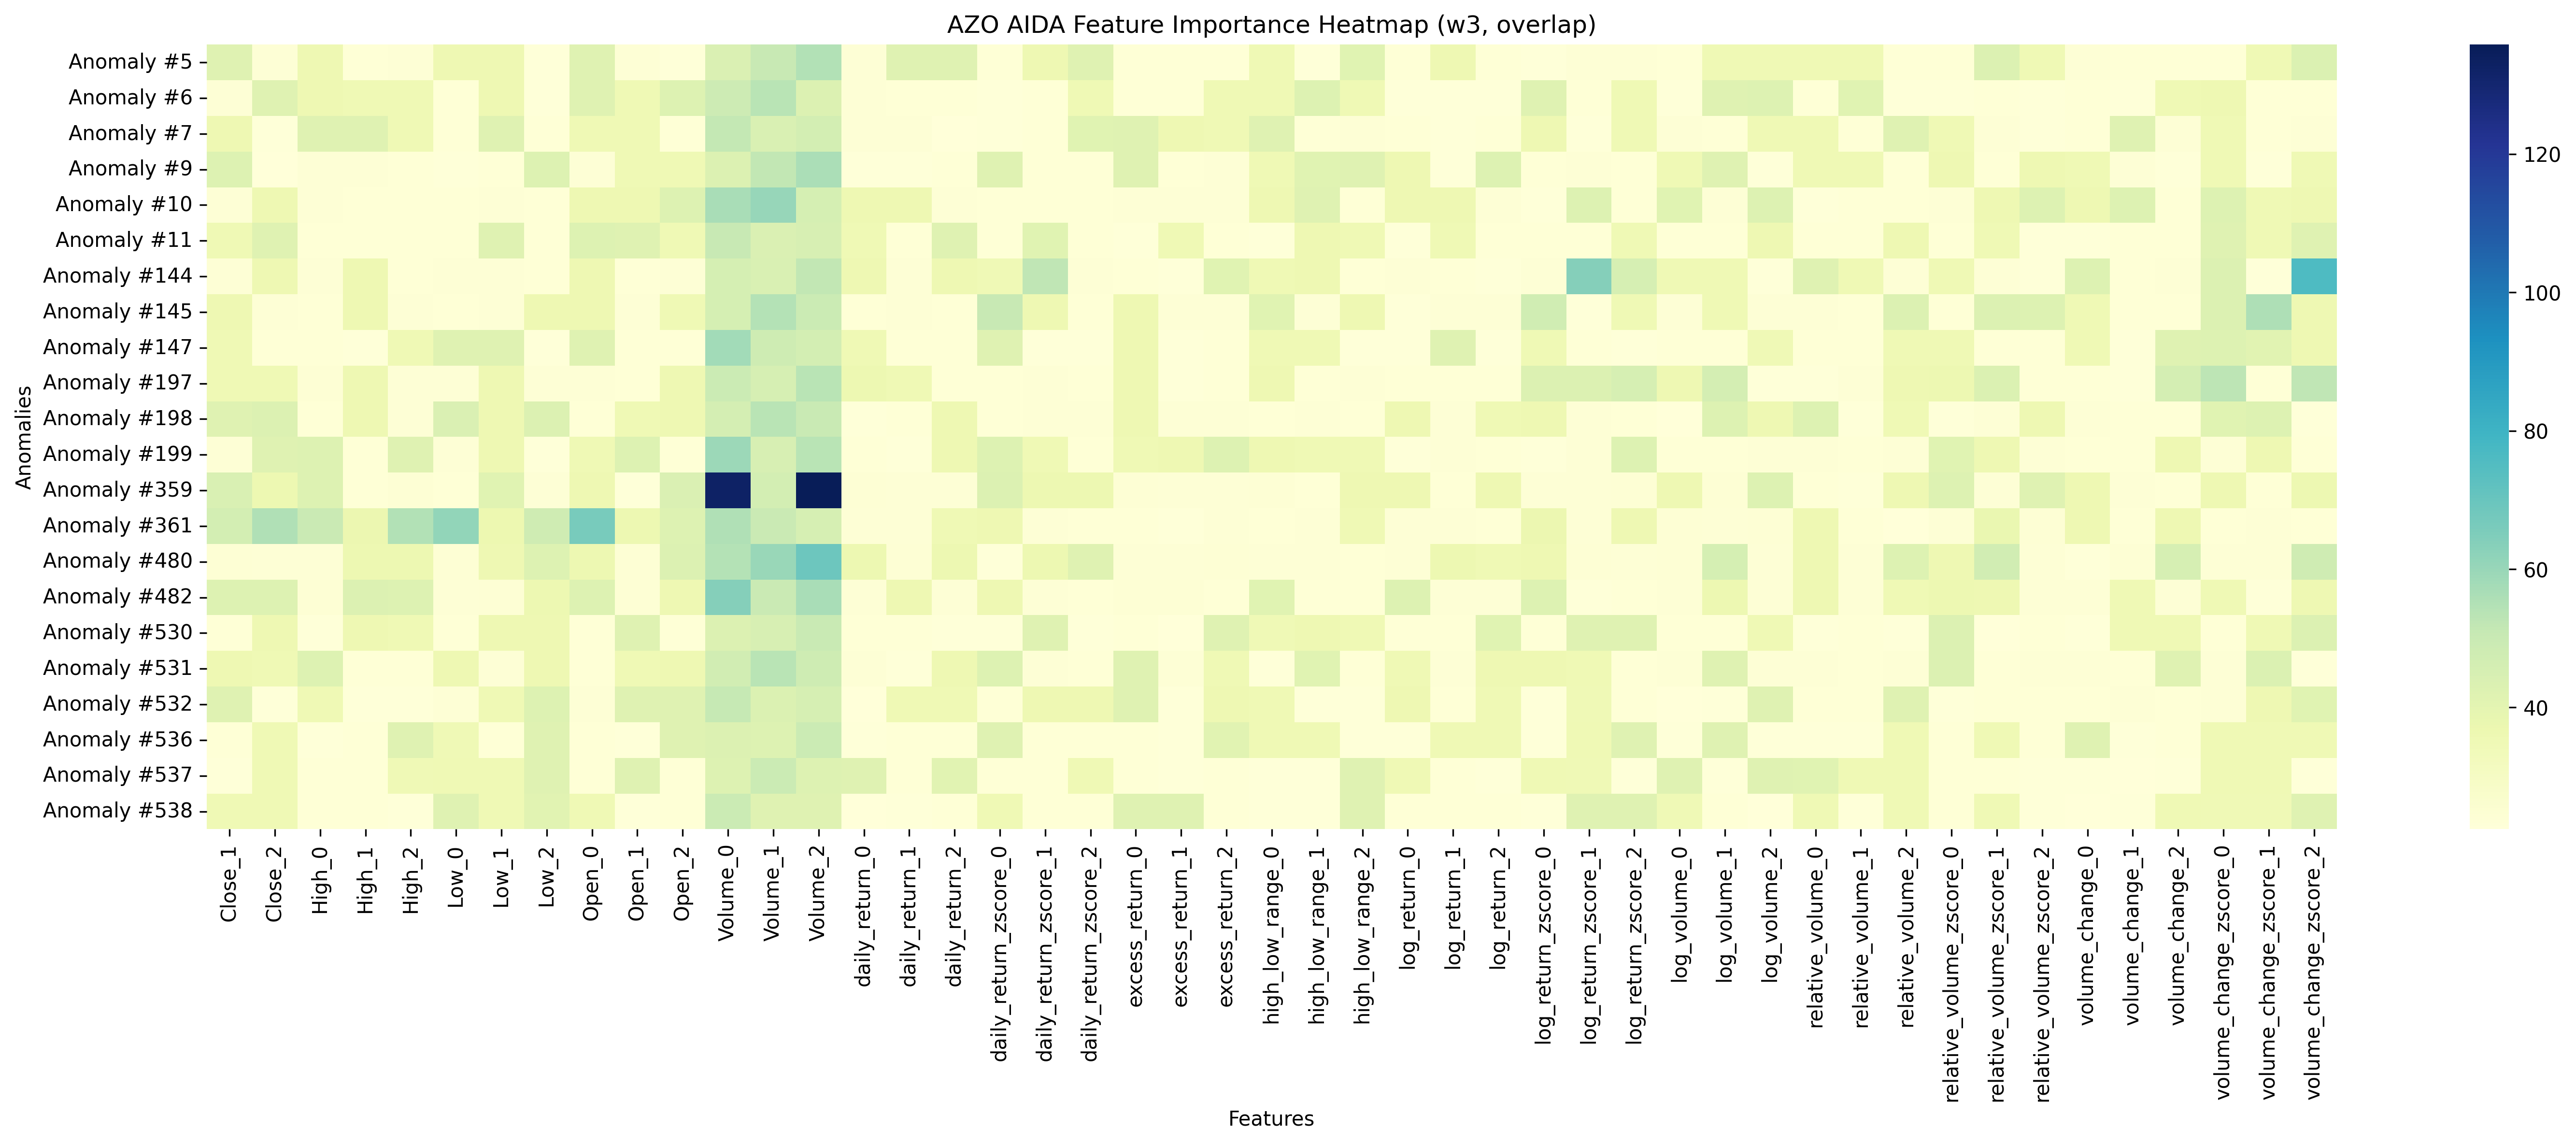 AZO AIDA Feature Importance Heatmap (w3, overlap)
Anomalies
Anomaly #5
Anomaly #6
Anomaly #7
Anomaly #9
Anomaly #10
Anomaly #11
Anomaly #144
Anomaly #145
Anomaly #147
Anomaly #197
Anomaly #198
Anomaly #199
Anomaly #359
Anomaly #361
Anomaly #480
Anomaly #482
Anomaly #530
Anomaly #531
Anomaly #532
Anomaly #536
Anomaly #537
Anomaly #538
120
100
80
60
40
Close_1
Close_2
High_0
High_1
High_2
Low_0
Low_1
Low_2
Open_0
Open_1
Open_2
Volume_0
Volume_1
Volume_2
daily_return_0
daily_return_1
daily_return_2
daily_return_zscore_0
daily_return_zscore_1
daily_return_zscore_2
excess_return_0
excess_return_1
excess_return_2
high_low_range_0
high_low_range_1
high_low_range_2
log_return_0
log_return_1
log_return_2
log_return_zscore_0
log_return_zscore_1
log_return_zscore_2
log_volume_0
log_volume_1
log_volume_2
relative_volume_0
relative_volume_1
relative_volume_2
relative_volume_zscore_0
relative_volume_zscore_1
relative_volume_zscore_2
volume_change_0
volume_change_1
volume_change_2
volume_change_zscore_0
volume_change_zscore_1
volume_change_zscore_2
Features